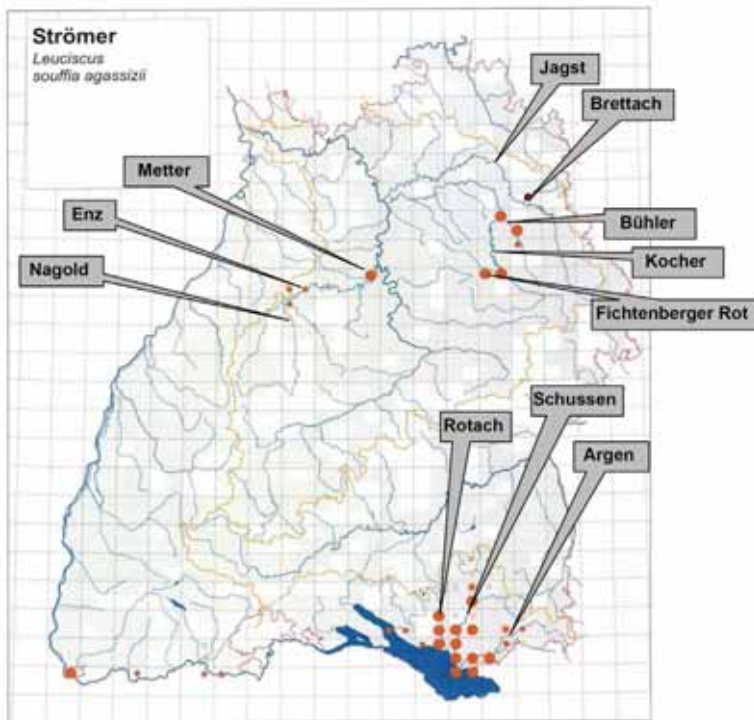 Strömer
Leuciscus
souffia agassizii
Jagst
Brettach
Metter
Enz
Bühler
Nagold
Kocher
Fichtenberger Rot
Schussen
Rotach
Argen